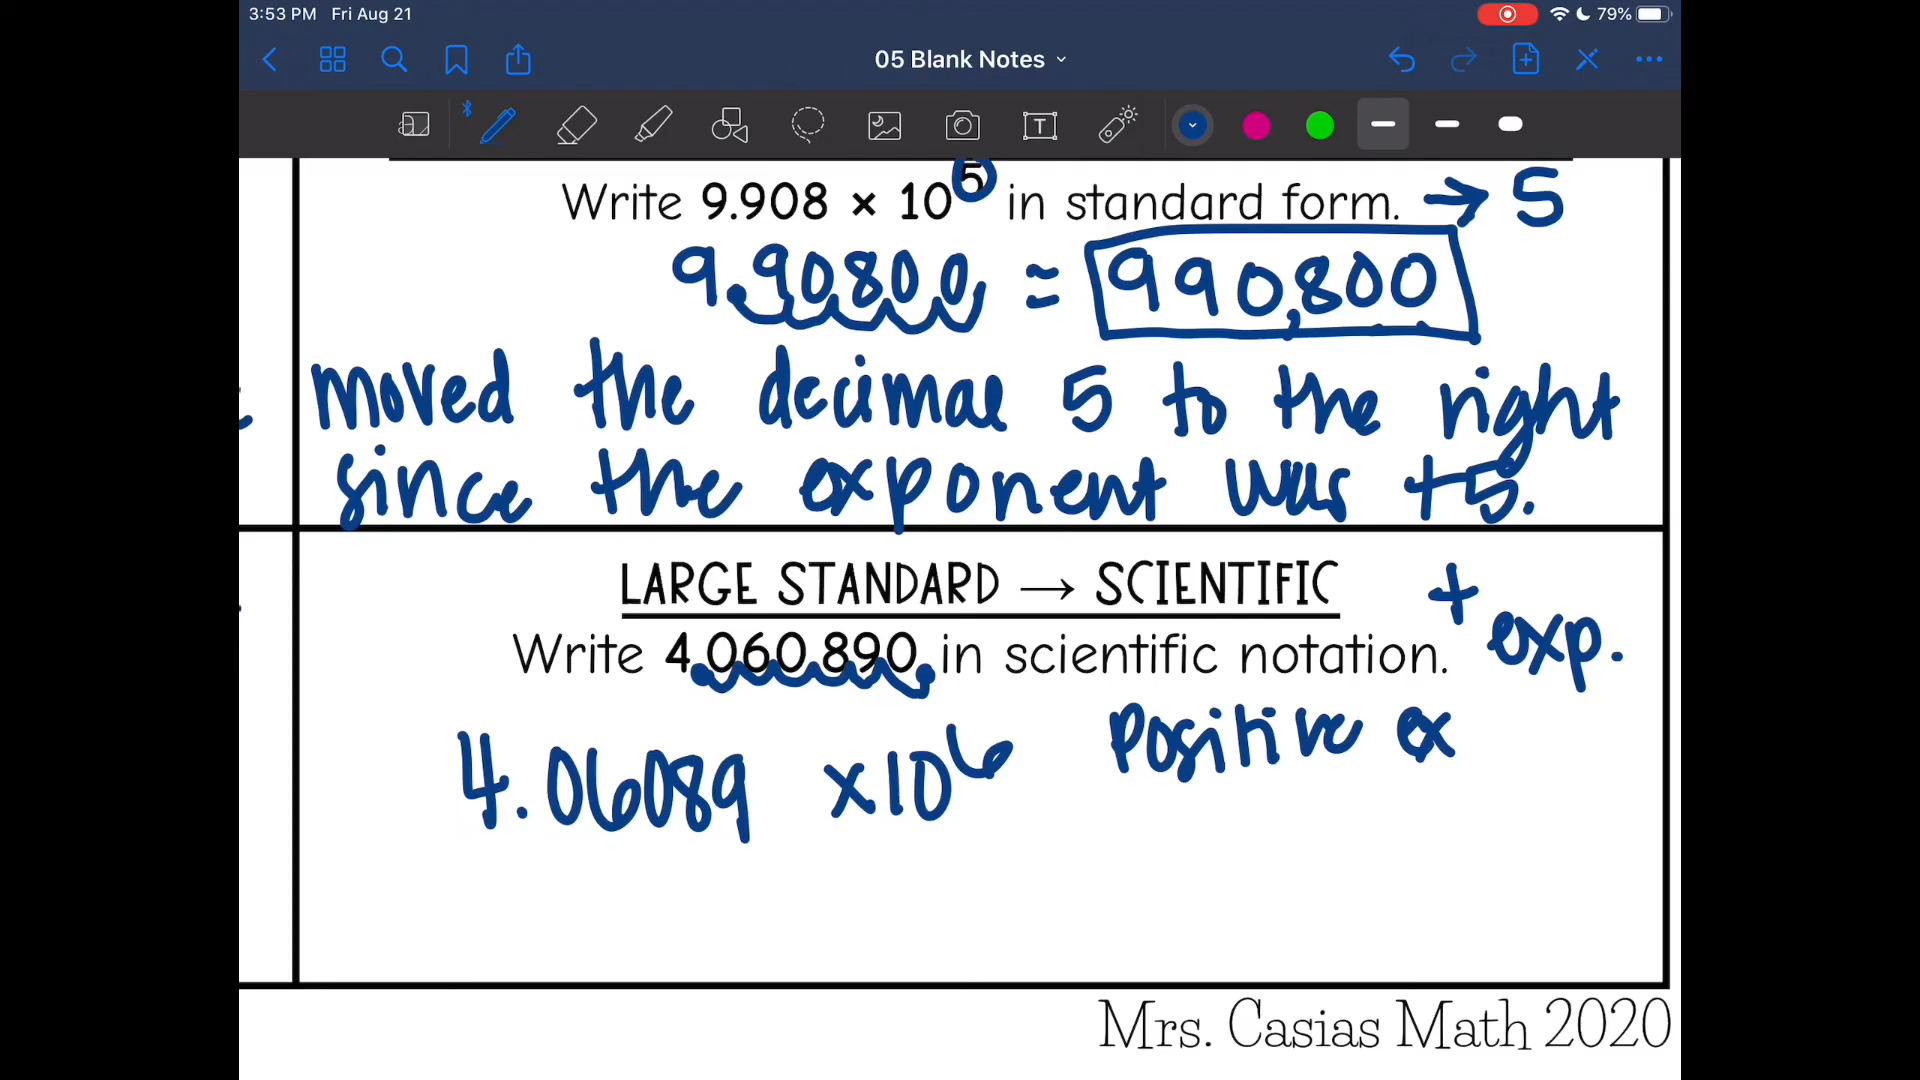 3:53 PM Fri Aug 21 79%
05 Blank Notes
Write 9.908 × 10⁵ in standard form. → 5
9.90800 = 990,800
moved the decimal 5 to the right
since the exponent was +5.
LARGE STANDARD → SCIENTIFIC +
Write 4,060,890 in scientific notation. exp.
4.06089 x10⁶ Positive ex
Mrs. Casias Math 2020